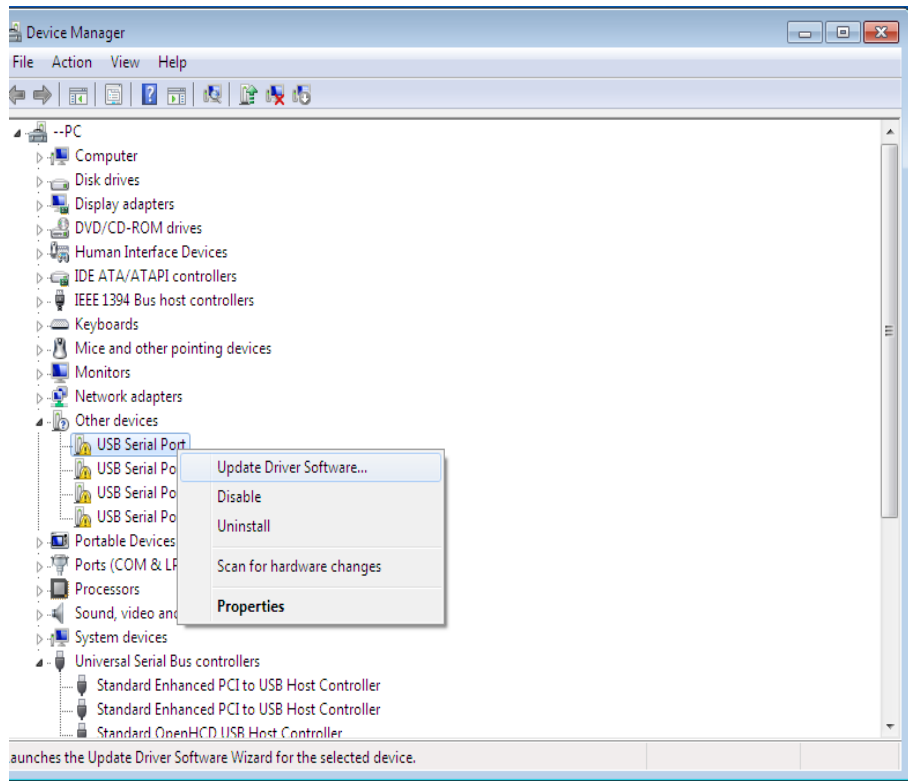 Device Manager
File Action View Help
--PC
Computer
Disk drives
Display adapters
DVD/CD-ROM drives
Human Interface Devices
IDE ATA/ATAPI controllers
IEEE 1394 Bus host controllers
Keyboards
Mice and other pointing devices
Monitors
Network adapters
Other devices
USB Serial Port
USB Serial Po
Update Driver Software...
USB Serial Po
Disable
USB Serial Po
Uninstall
Portable Devices
Ports (COM & LP
Scan for hardware changes
Processors
Properties
Sound, video and
System devices
Universal Serial Bus controllers
Standard Enhanced PCI to USB Host Controller
Standard Enhanced PCI to USB Host Controller
Standard OpenHCD USB Host Controller
aunches the Update Driver Software Wizard for the selected device.